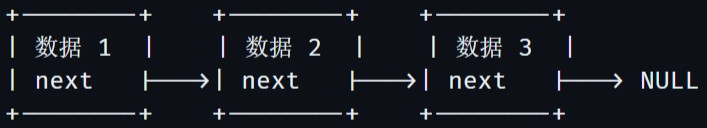 +--------+    +--------+    +--------+
| 数据 1  |    | 数据 2  |    | 数据 3  |
| next   |--->| next   |--->| next   |---> NULL
+--------+    +--------+    +--------+